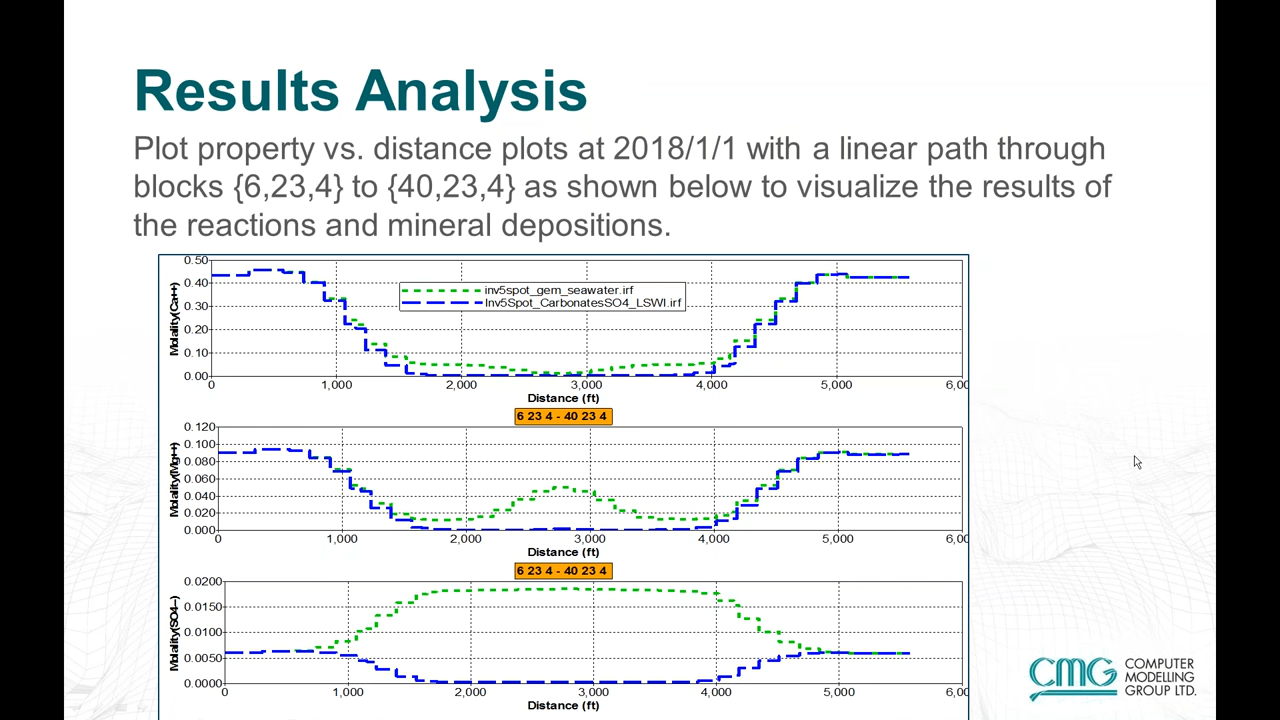 Results Analysis
Plot property vs. distance plots at 2018/1/1 with a linear path through
blocks {6,23,4} to {40,23,4} as shown below to visualize the results of
the reactions and mineral depositions.
Molality(Ca++)
0.50
0.40
0.30
0.20
0.10
0.00
inv5spot_gem_seawater.irf
Inv5Spot_CarbonatesSO4_LSWI.irf
0 1,000 2,000 3,000 4,000 5,000 6,00
Distance (ft)
6 23 4 - 40 23 4
Molality(Mg++)
0.120
0.100
0.080
0.060
0.040
0.020
0.000
0 1,000 2,000 3,000 4,000 5,000 6,00
Distance (ft)
6 23 4 - 40 23 4
Molality(SO4--)
0.0200
0.0150
0.0100
0.0050
0.0000
0 1,000 2,000 3,000 4,000 5,000 6,00
Distance (ft)
CMG
COMPUTER
MODELLING
GROUP LTD.